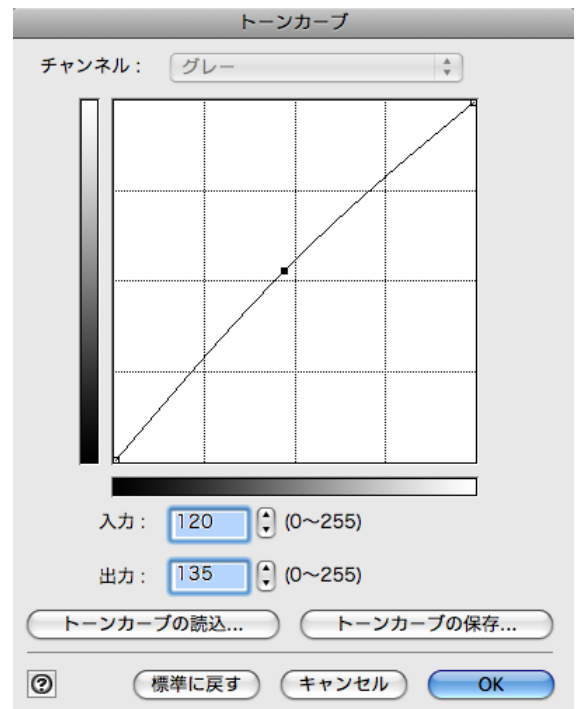 トーンカーブ
チャンネル： グレー
入力： 120 (0～255)
出力： 135 (0～255)
トーンカーブの読込... トーンカーブの保存...
? 標準に戻す キャンセル OK